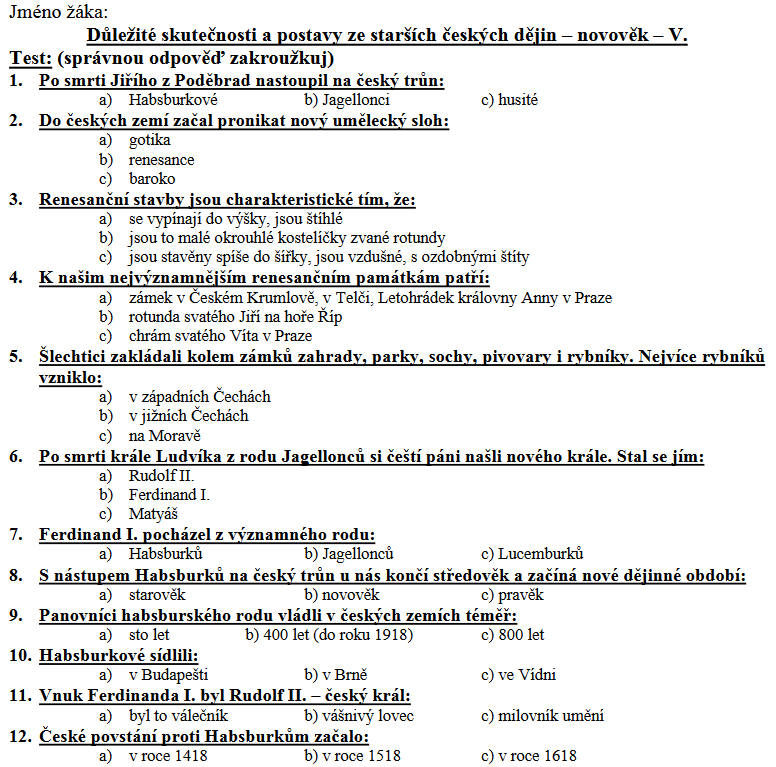 Jméno žáka:
Důležité skutečnosti a postavy ze starších českých dějin – novověk – V.
Test: (správnou odpověď zakroužkuj)
1. Po smrti Jiřího z Poděbrad nastoupil na český trůn:
a) Habsburkové b) Jagellonci c) husité
2. Do českých zemí začal pronikat nový umělecký sloh:
a) gotika
b) renesance
c) baroko
3. Renesanční stavby jsou charakteristické tím, že:
a) se vypínají do výšky, jsou štíhlé
b) jsou to malé okrouhlé kostelíčky zvané rotundy
c) jsou stavěny spíše do šířky, jsou vzdušné, s ozdobnými štíty
4. K našim nejvýznamnějším renesančním památkám patří:
a) zámek v Českém Krumlově, v Telči, Letohrádek královny Anny v Praze
b) rotunda svatého Jiří na hoře Říp
c) chrám svatého Víta v Praze
5. Šlechtici zakládali kolem zámků zahrady, parky, sochy, pivovary i rybníky. Nejvíce rybníků
vzniklo:
a) v západních Čechách
b) v jižních Čechách
c) na Moravě
6. Po smrti krále Ludvíka z rodu Jagellonců si čeští páni našli nového krále. Stal se jím:
a) Rudolf II.
b) Ferdinand I.
c) Matyáš
7. Ferdinand I. pocházel z významného rodu:
a) Habsburků b) Jagellonců c) Lucemburků
8. S nástupem Habsburků na český trůn u nás končí středověk a začíná nové dějinné období:
a) starověk b) novověk c) pravěk
9. Panovníci habsburského rodu vládli v českých zemích téměř:
a) sto let b) 400 let (do roku 1918) c) 800 let
10. Habsburkové sídlili:
a) v Budapešti b) v Brně c) ve Vídni
11. Vnuk Ferdinanda I. byl Rudolf II. – český král:
a) byl to válečník b) vášnivý lovec c) milovník umění
12. České povstání proti Habsburkům začalo:
a) v roce 1418 b) v roce 1518 c) v roce 1618